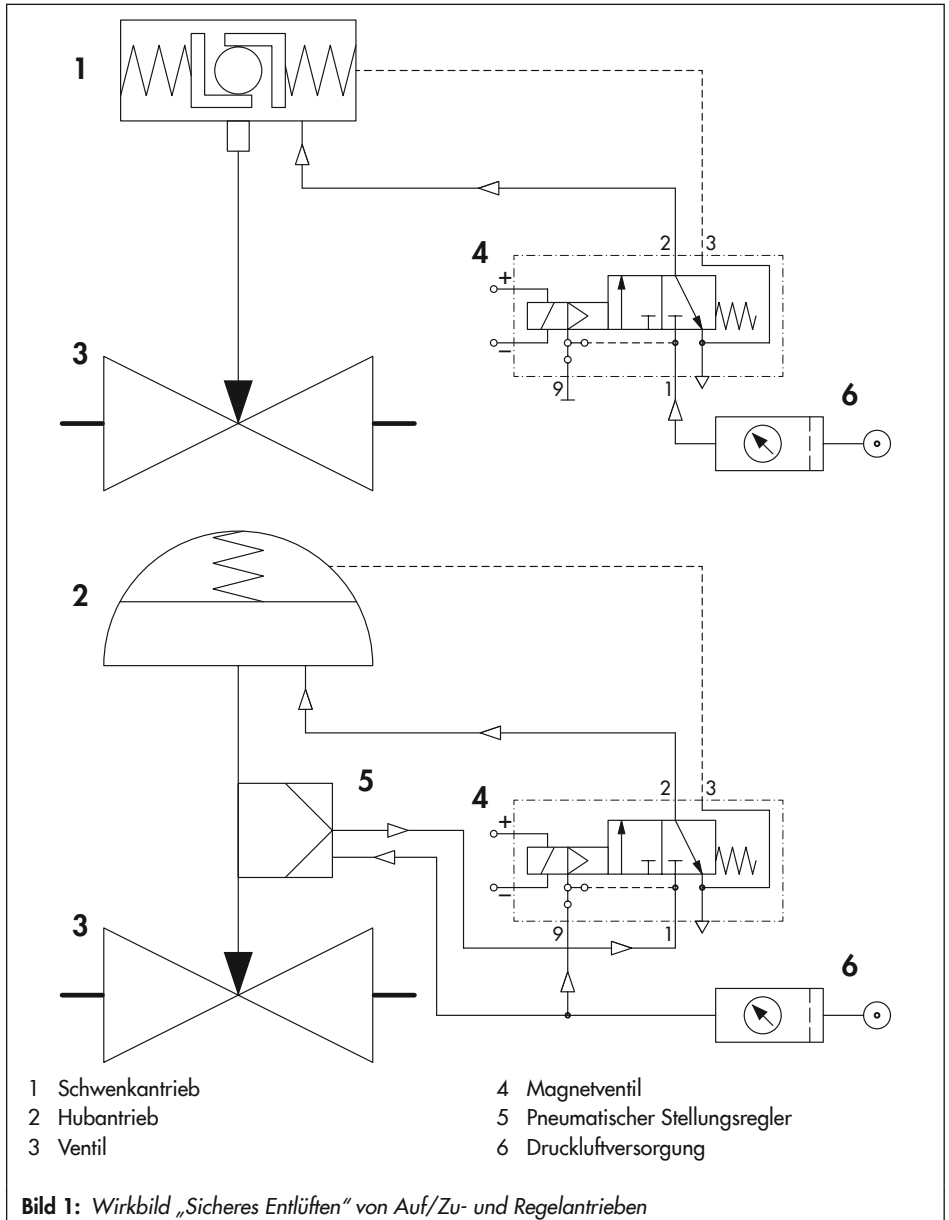 1
2 3
4
+
–
9 1
3
6
2
5
2 3
4
+
–
9 1
3
6
1 Schwenkantrieb
2 Hubantrieb
3 Ventil
4 Magnetventil
5 Pneumatischer Stellungsregler
6 Druckluftversorgung
Bild 1: Wirkbild „Sicheres Entlüften“ von Auf/Zu- und Regelantrieben